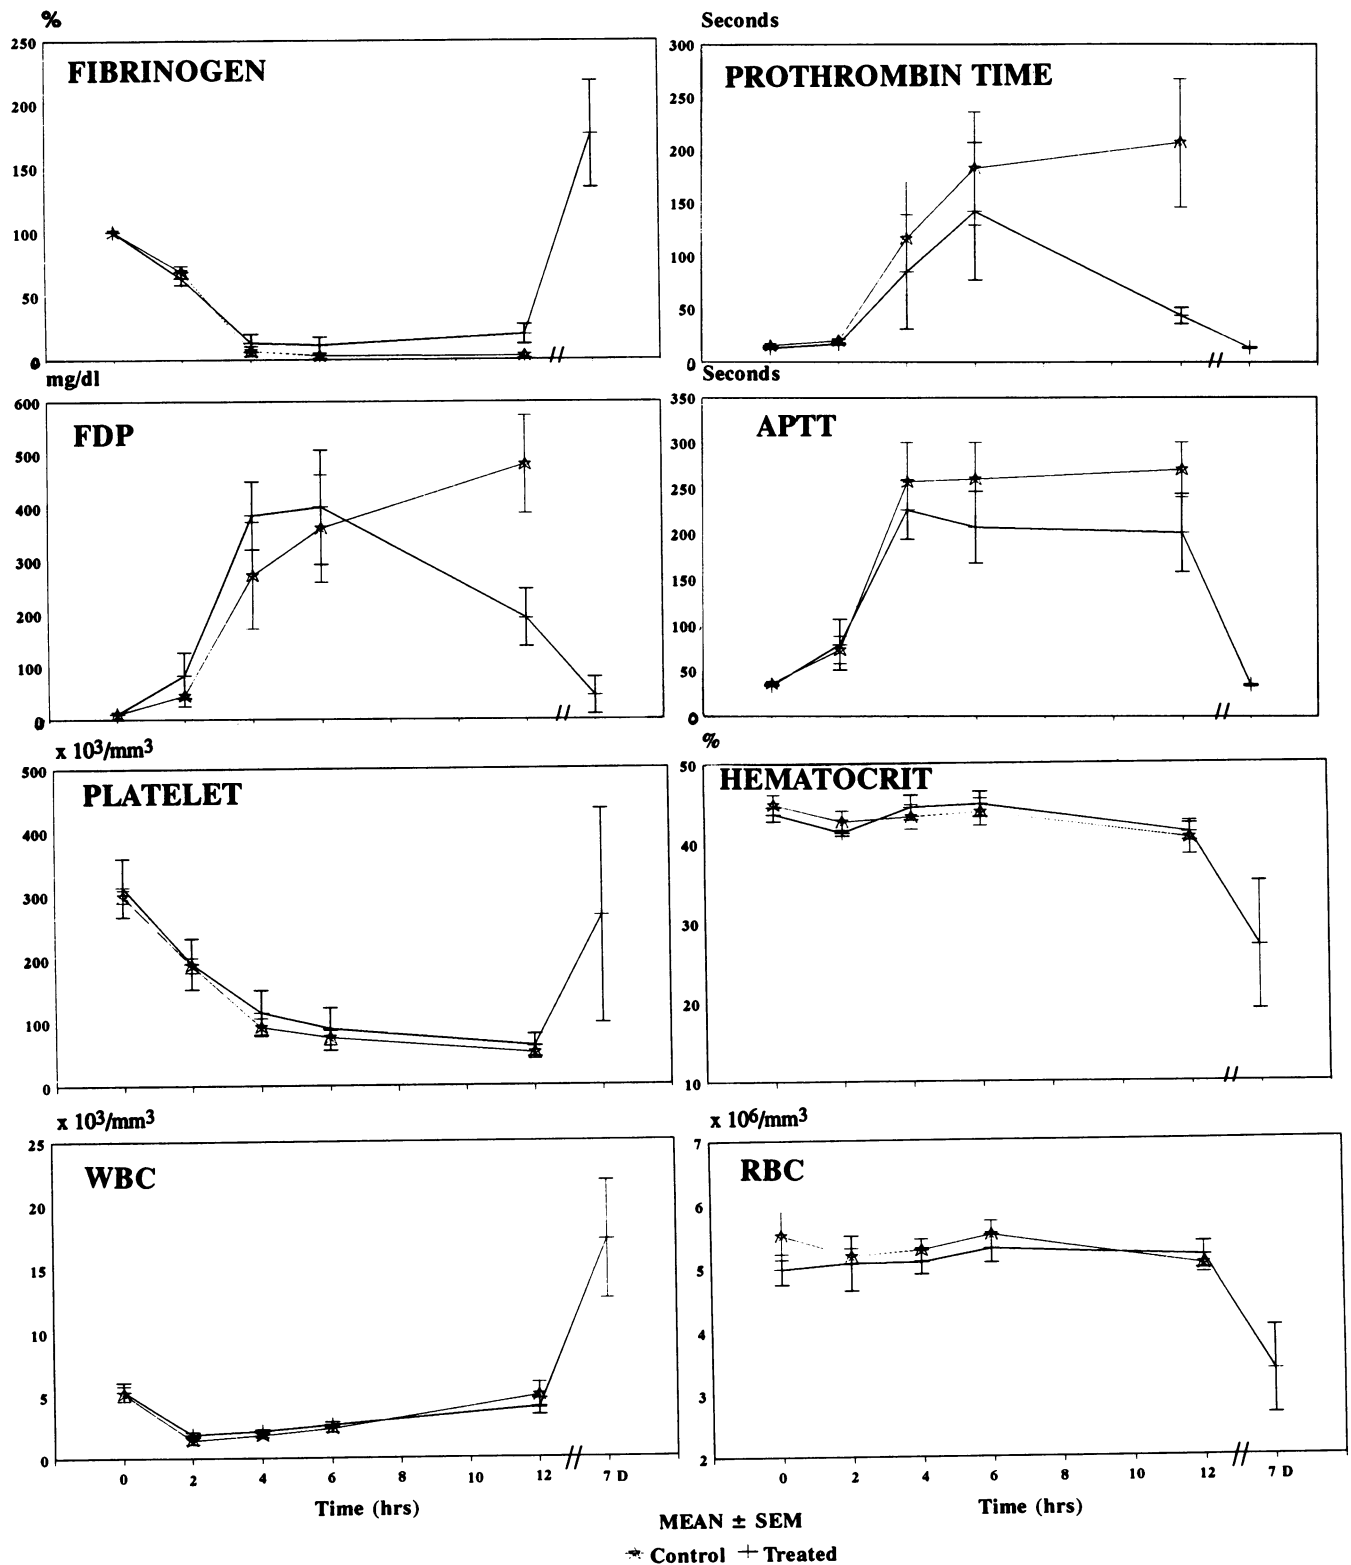 %
250
FIBRINOGEN
200
150
100
50
0
Seconds
300
PROTHROMBIN TIME
250
200
150
100
50
0
mg/dl
600
FDP
500
400
300
200
100
0
Seconds
350
APTT
300
250
200
150
100
50
0
x 10³/mm³
500
PLATELET
400
300
200
100
0
%
50
HEMATOCRIT
40
30
20
10
x 10³/mm³
25
WBC
20
15
10
5
0
0 2 4 6 8 10 12 7 D
Time (hrs)
x 10⁶/mm³
7
RBC
6
5
4
3
2
0 2 4 6 8 10 12 7 D
Time (hrs)
MEAN ± SEM
Control Treated